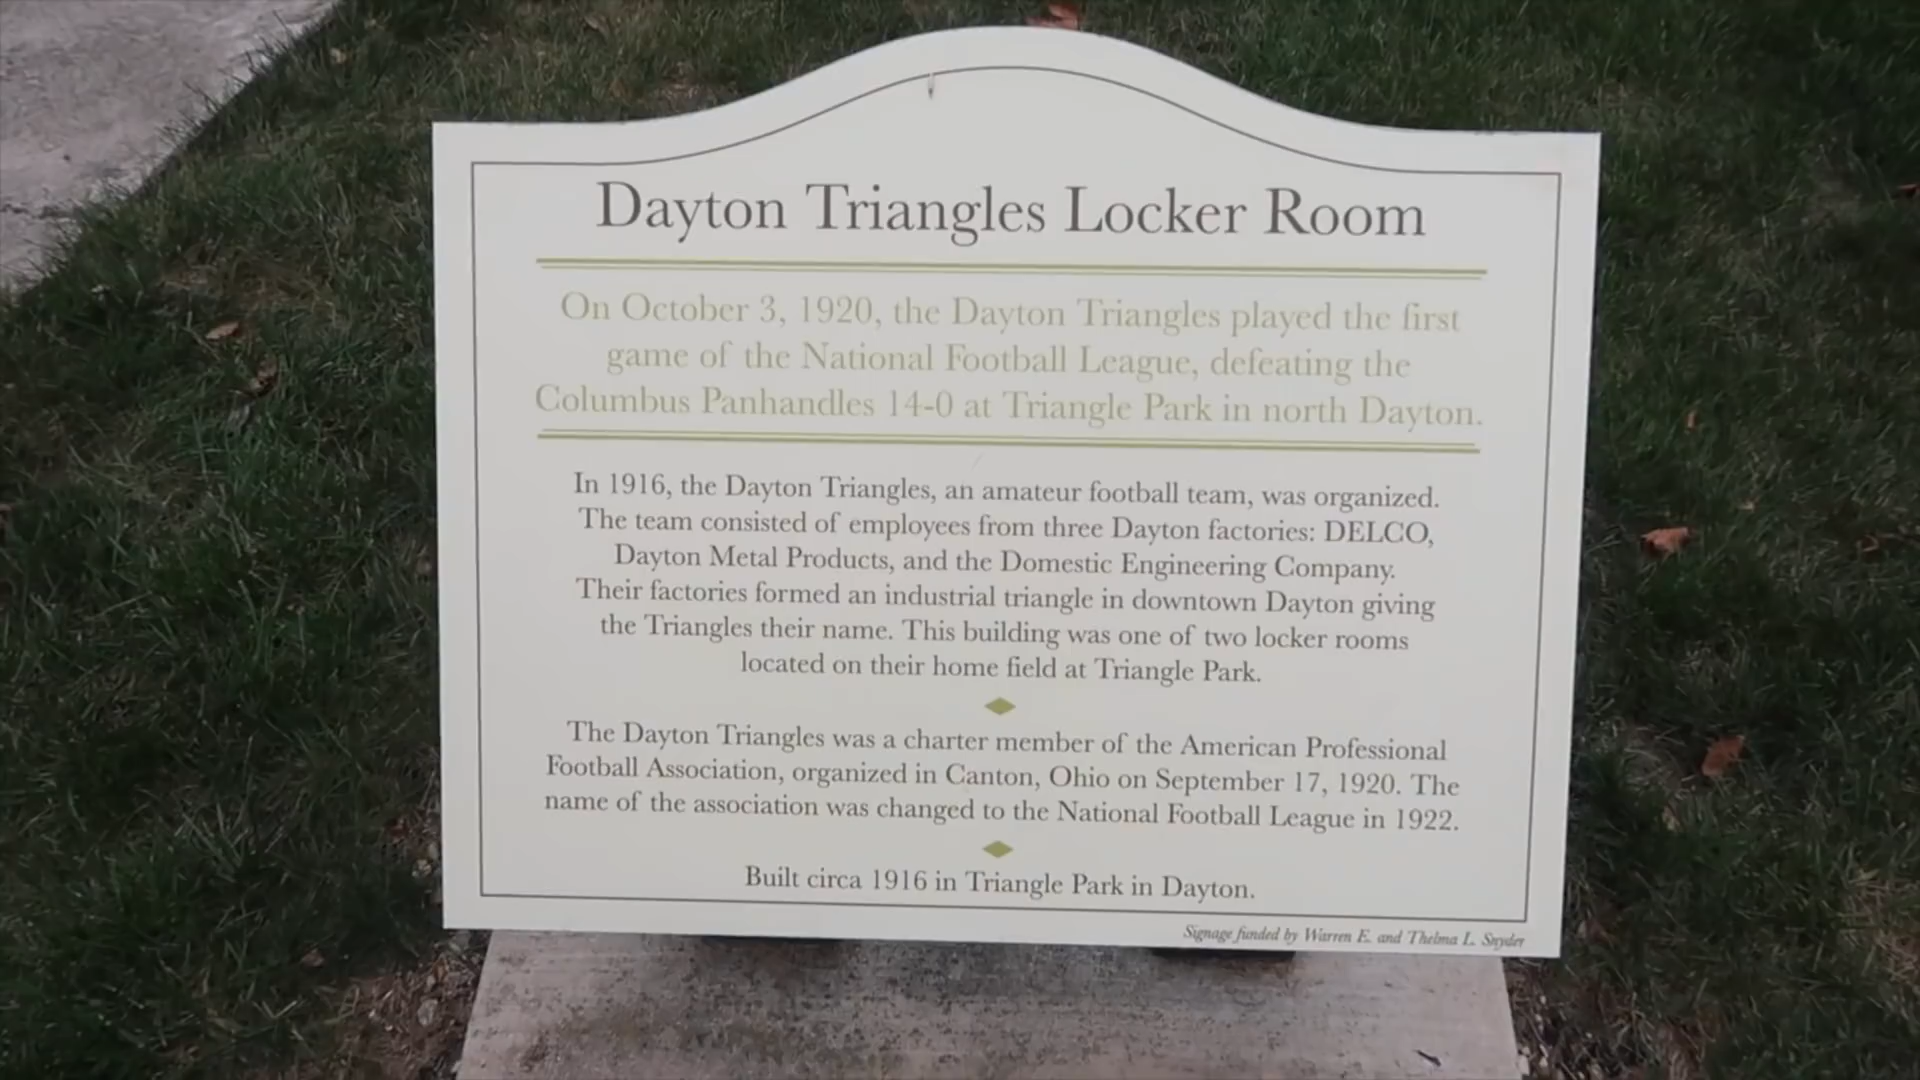 Dayton Triangles Locker Room
On October 3, 1920, the Dayton Triangles played the first
game of the National Football League, defeating the
Columbus Panhandles 14-0 at Triangle Park in north Dayton.
In 1916, the Dayton Triangles, an amateur football team, was organized.
The team consisted of employees from three Dayton factories: DELCO,
Dayton Metal Products, and the Domestic Engineering Company.
Their factories formed an industrial triangle in downtown Dayton giving
the Triangles their name. This building was one of two locker rooms
located on their home field at Triangle Park.
The Dayton Triangles was a charter member of the American Professional
Football Association, organized in Canton, Ohio on September 17, 1920. The
name of the association was changed to the National Football League in 1922.
Built circa 1916 in Triangle Park in Dayton.
Signage funded by Warren E. and Thelma L. Snyder